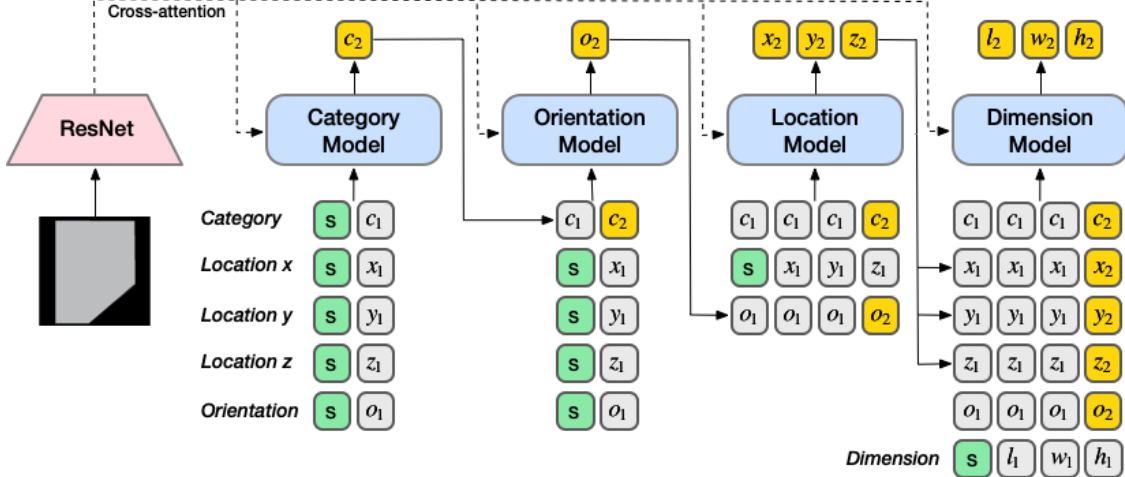 Cross-attention
c₂ o₂ x₂ y₂ z₂ l₂ w₂ h₂
ResNet
Category Model
Orientation Model
Location Model
Dimension Model
Category s c₁ c₁ c₂ c₁ c₁ c₁ c₂ c₁ c₁ c₁ c₂
Location x s x₁ s x₁ s x₁ y₁ z₁ x₁ x₁ x₁ x₂
Location y s y₁ s y₁ o₁ o₁ o₁ o₂ y₁ y₁ y₁ y₂
Location z s z₁ s z₁ z₁ z₁ z₁ z₂
Orientation s o₁ s o₁ o₁ o₁ o₁ o₂
Dimension s l₁ w₁ h₁